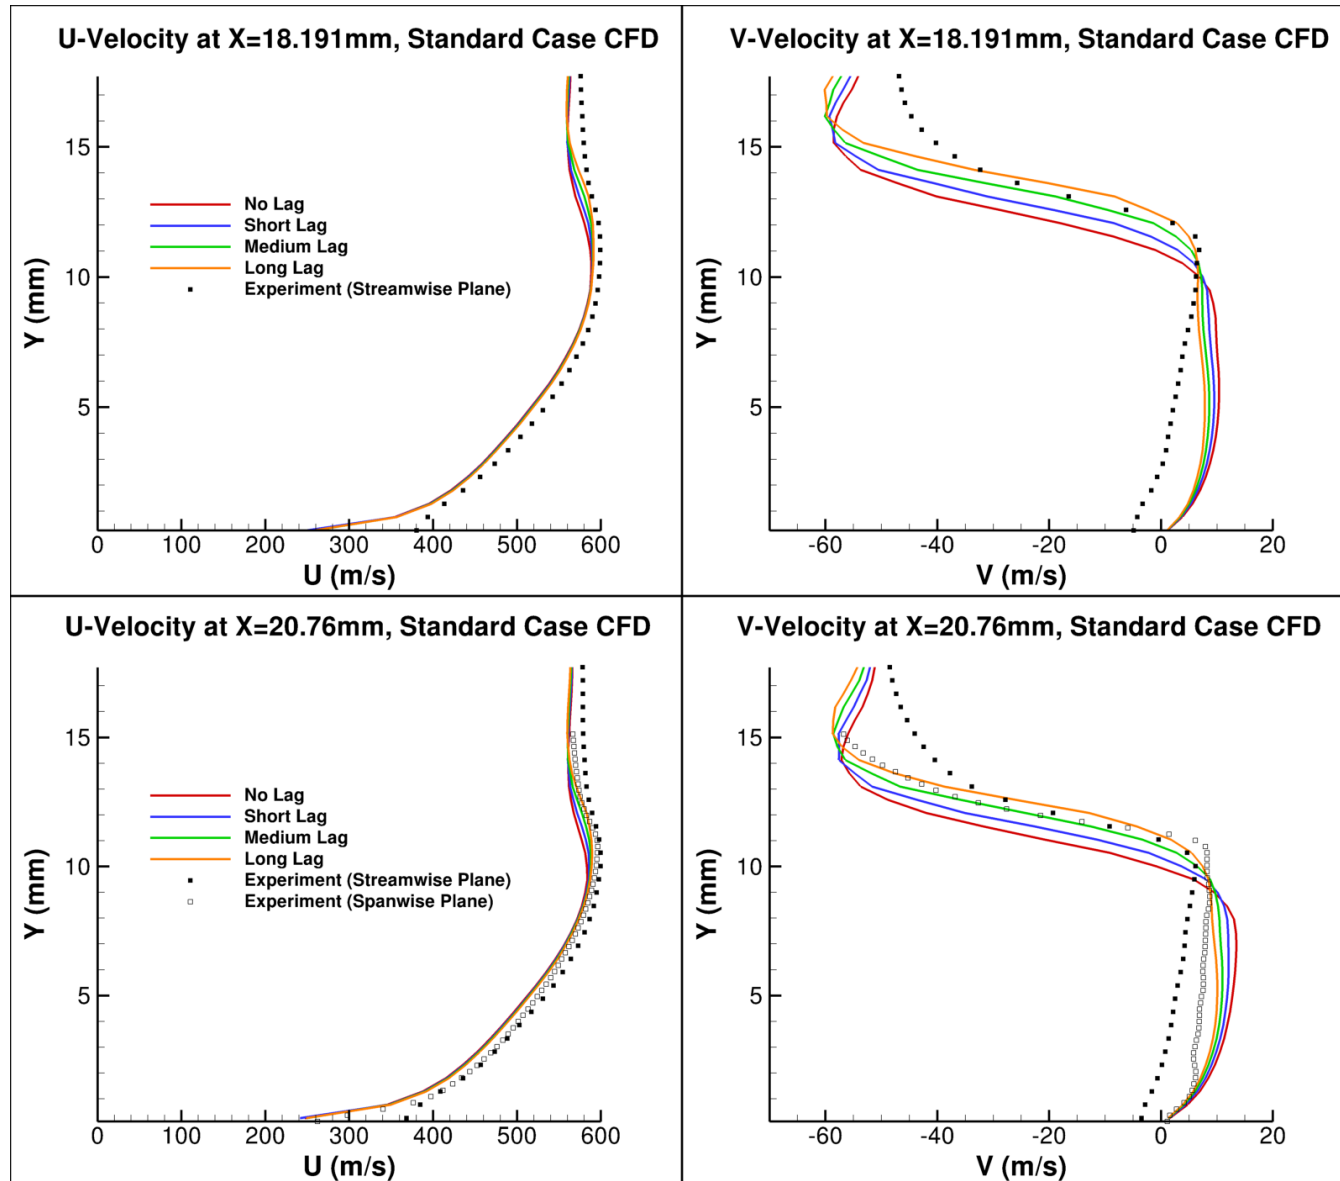 U-Velocity at X=18.191mm, Standard Case CFD
Y (mm)
15
10
5
No Lag
Short Lag
Medium Lag
Long Lag
Experiment (Streamwise Plane)
0 100 200 300 400 500 600
U (m/s)
V-Velocity at X=18.191mm, Standard Case CFD
Y (mm)
15
10
5
-60 -40 -20 0 20
V (m/s)
U-Velocity at X=20.76mm, Standard Case CFD
Y (mm)
15
10
5
No Lag
Short Lag
Medium Lag
Long Lag
Experiment (Streamwise Plane)
Experiment (Spanwise Plane)
0 100 200 300 400 500 600
U (m/s)
V-Velocity at X=20.76mm, Standard Case CFD
Y (mm)
15
10
5
-60 -40 -20 0 20
V (m/s)